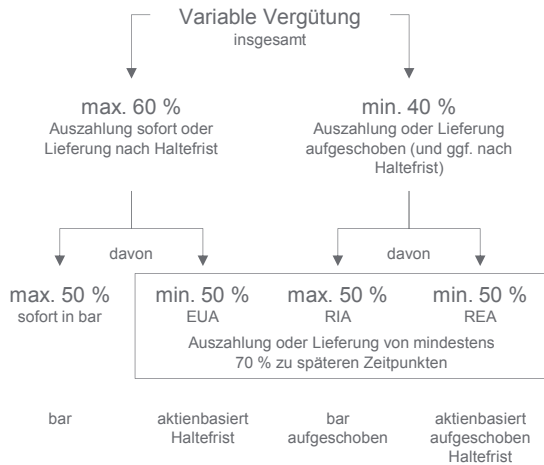 Variable Vergütung
insgesamt
max. 60 %
Auszahlung sofort oder
Lieferung nach Haltefrist
min. 40 %
Auszahlung oder Lieferung
aufgeschoben (und ggf. nach
Haltefrist)
davon
davon
max. 50 %
sofort in bar
min. 50 %
EUA
max. 50 %
RIA
min. 50 %
REA
Auszahlung oder Lieferung von mindestens
70 % zu späteren Zeitpunkten
bar
aktienbasiert
Haltefrist
bar
aufgeschoben
aktienbasiert
aufgeschoben
Haltefrist